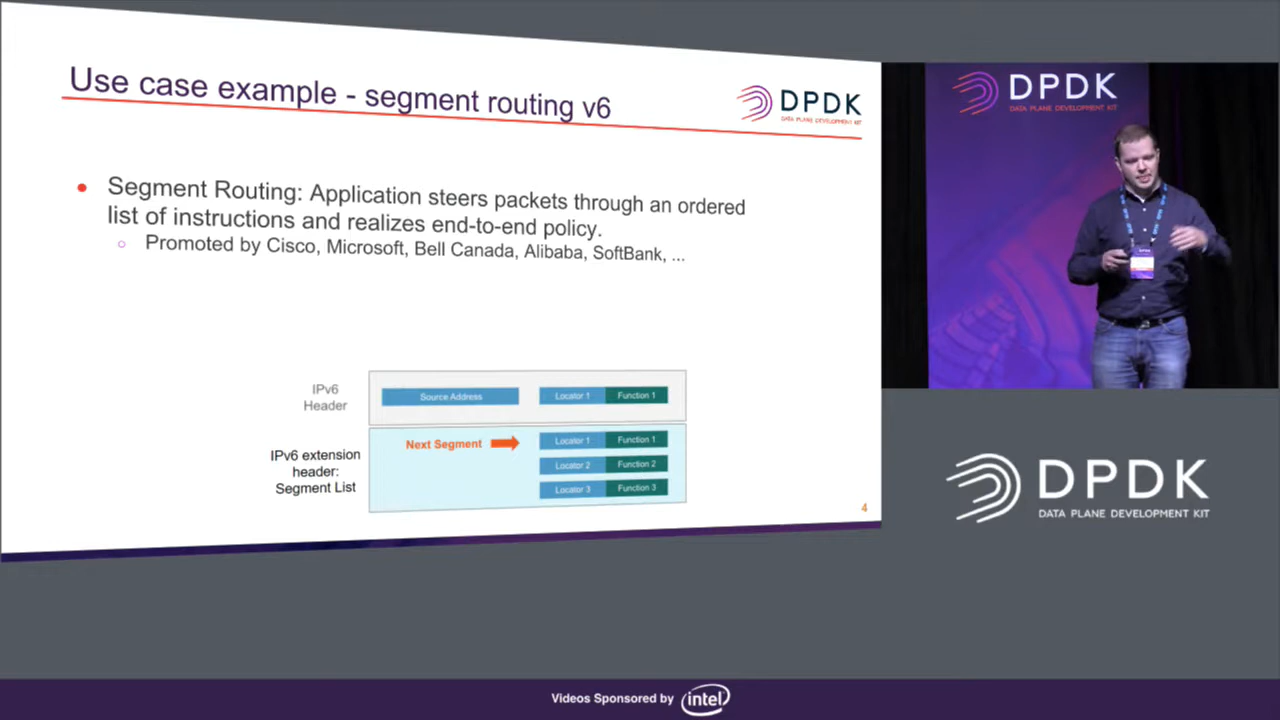 Use case example - segment routing v6
DPDK
DATA PLANE DEVELOPMENT KIT
Segment Routing: Application steers packets through an ordered
list of instructions and realizes end-to-end policy.
Promoted by Cisco, Microsoft, Bell Canada, Alibaba, SoftBank, ...
IPv6
Header
Source Address
Locator 1
Function 1
IPv6 extension
header:
Segment List
Next Segment
Locator 1
Function 1
Locator 2
Function 2
Locator 3
Function 3
4
DPDK
DATA PLANE DEVELOPMENT KIT
DPDK
DATA PLANE DEVELOPMENT KIT
Videos Sponsored by
intel